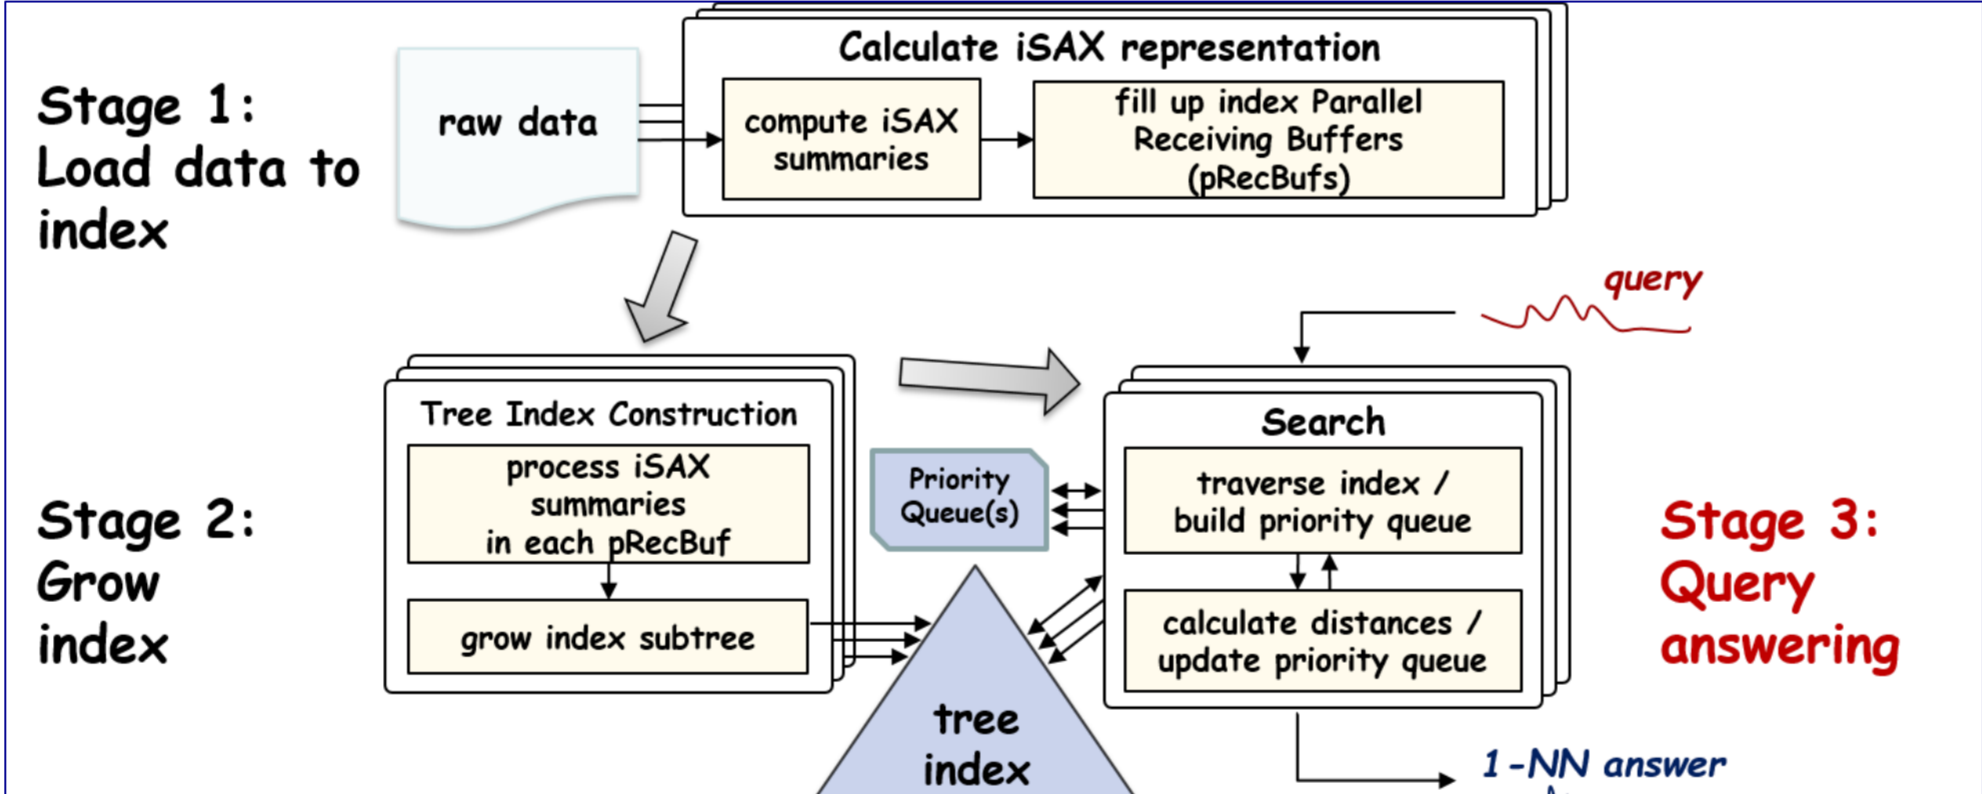 Stage 1:
Load data to
index
raw data
Calculate iSAX representation
compute iSAX
summaries
fill up index Parallel
Receiving Buffers
(pRecBufs)
query
Stage 2:
Grow
index
Tree Index Construction
process iSAX
summaries
in each pRecBuf
grow index subtree
Priority
Queue(s)
tree
index
Search
traverse index /
build priority queue
calculate distances /
update priority queue
Stage 3:
Query
answering
1-NN answer